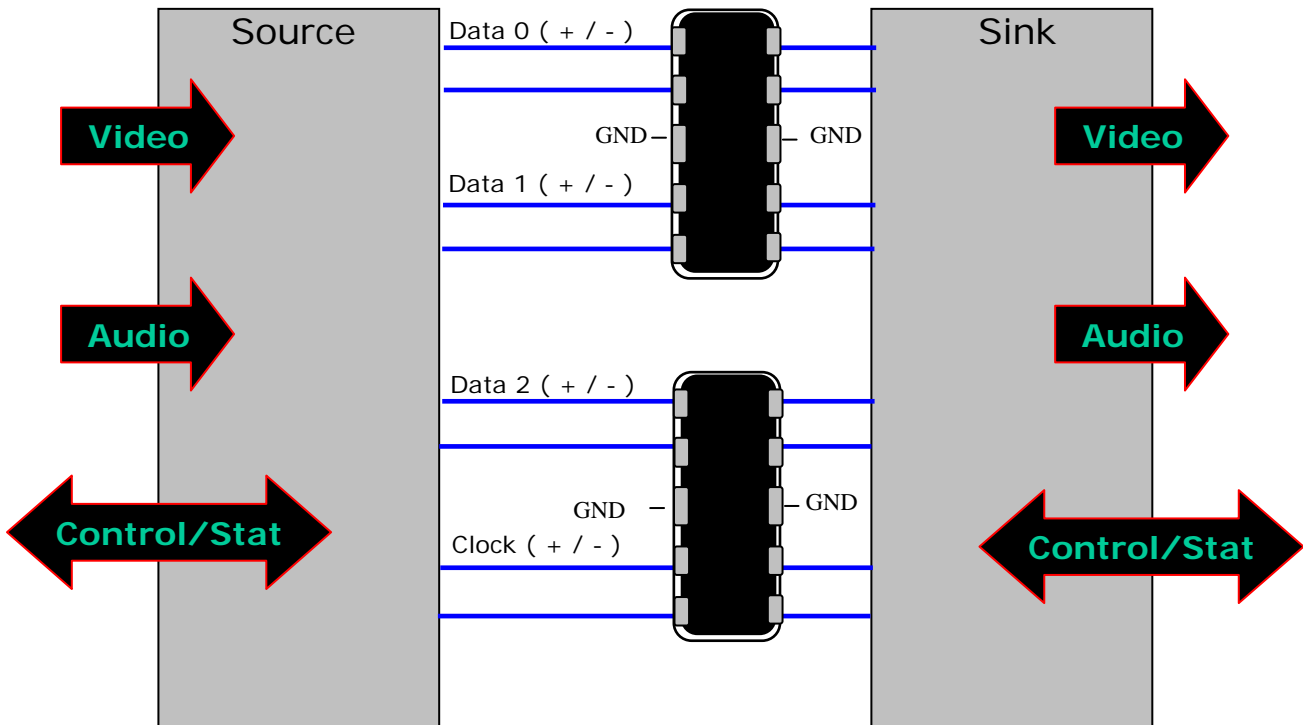 Source
Data 0 ( + / - )
Sink
Video
GND
GND
Video
Data 1 ( + / - )
Audio
Audio
Data 2 ( + / - )
GND
GND
Control/Stat
Clock ( + / - )
Control/Stat